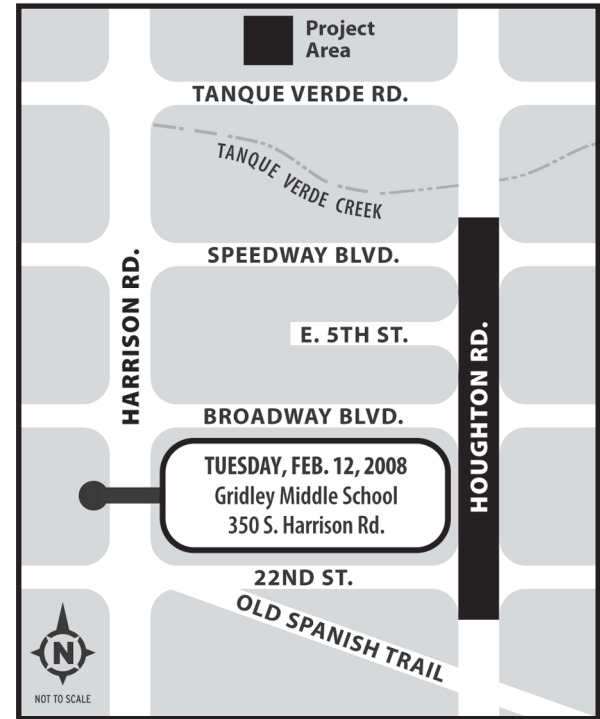 Project
Area
TANQUE VERDE RD.
TANQUE VERDE CREEK
SPEEDWAY BLVD.
HARRISON RD.
E. 5TH ST.
HOUGHTON RD.
BROADWAY BLVD.
TUESDAY, FEB. 12, 2008
Gridley Middle School
350 S. Harrison Rd.
22ND ST.
OLD SPANISH TRAIL
N
NOT TO SCALE